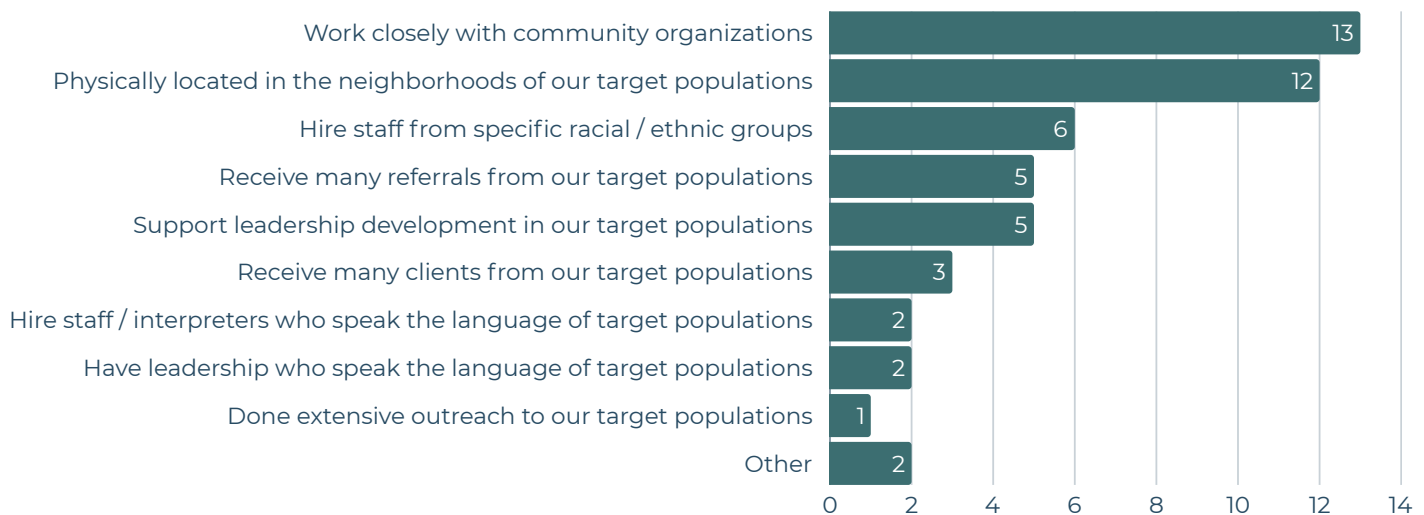 Work closely with community organizations 13
Physically located in the neighborhoods of our target populations 12
Hire staff from specific racial / ethnic groups 6
Receive many referrals from our target populations 5
Support leadership development in our target populations 5
Receive many clients from our target populations 3
Hire staff / interpreters who speak the language of target populations 2
Have leadership who speak the language of target populations 2
Done extensive outreach to our target populations 1
Other 2
0 2 4 6 8 10 12 14